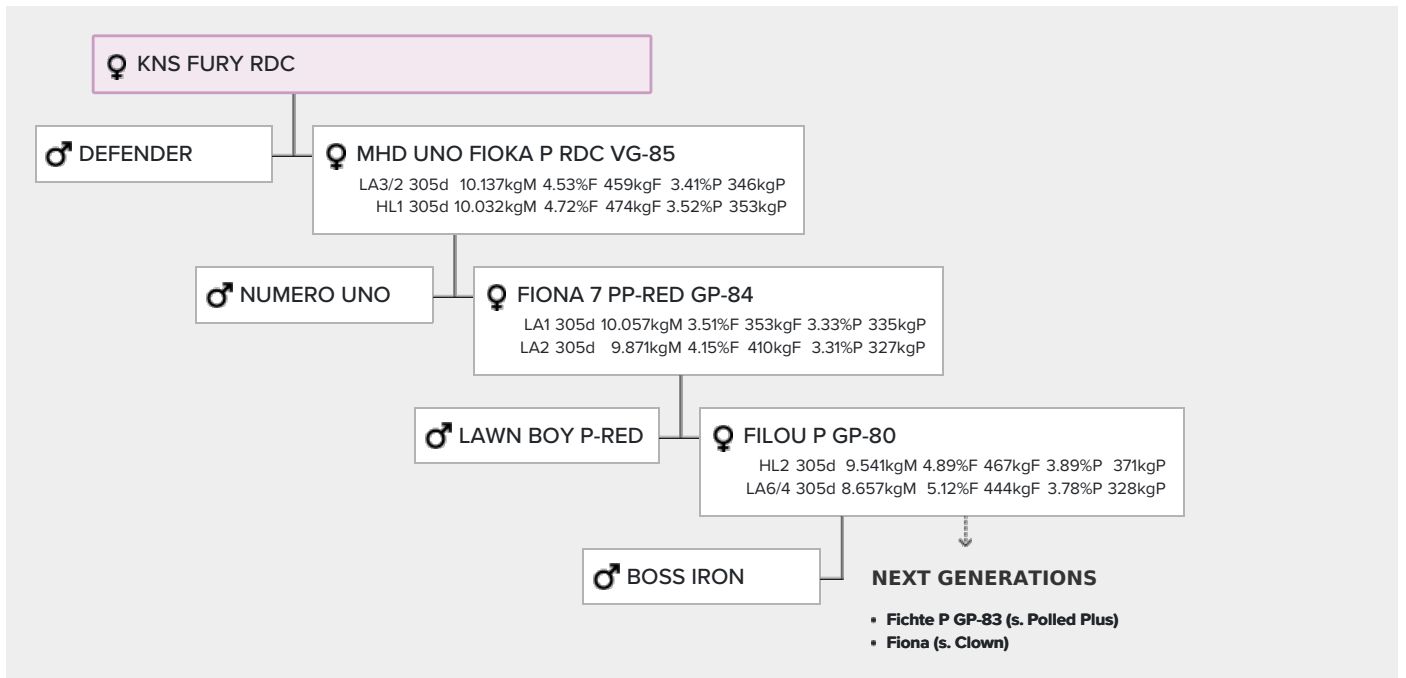 KNS FURY RDC
DEFENDER
MHD UNO FIOKA P RDC VG-85
LA3/2 305d 10.137kgM 4.53%F 459kgF 3.41%P 346kgP
HL1 305d 10.032kgM 4.72%F 474kgF 3.52%P 353kgP
NUMERO UNO
FIONA 7 PP-RED GP-84
LA1 305d 10.057kgM 3.51%F 353kgF 3.33%P 335kgP
LA2 305d 9.871kgM 4.15%F 410kgF 3.31%P 327kgP
LAWN BOY P-RED
FILOU P GP-80
HL2 305d 9.541kgM 4.89%F 467kgF 3.89%P 371kgP
LA6/4 305d 8.657kgM 5.12%F 444kgF 3.78%P 328kgP
BOSS IRON
NEXT GENERATIONS
• Fichte P GP-83 (s. Polled Plus)
• Fiona (s. Clown)